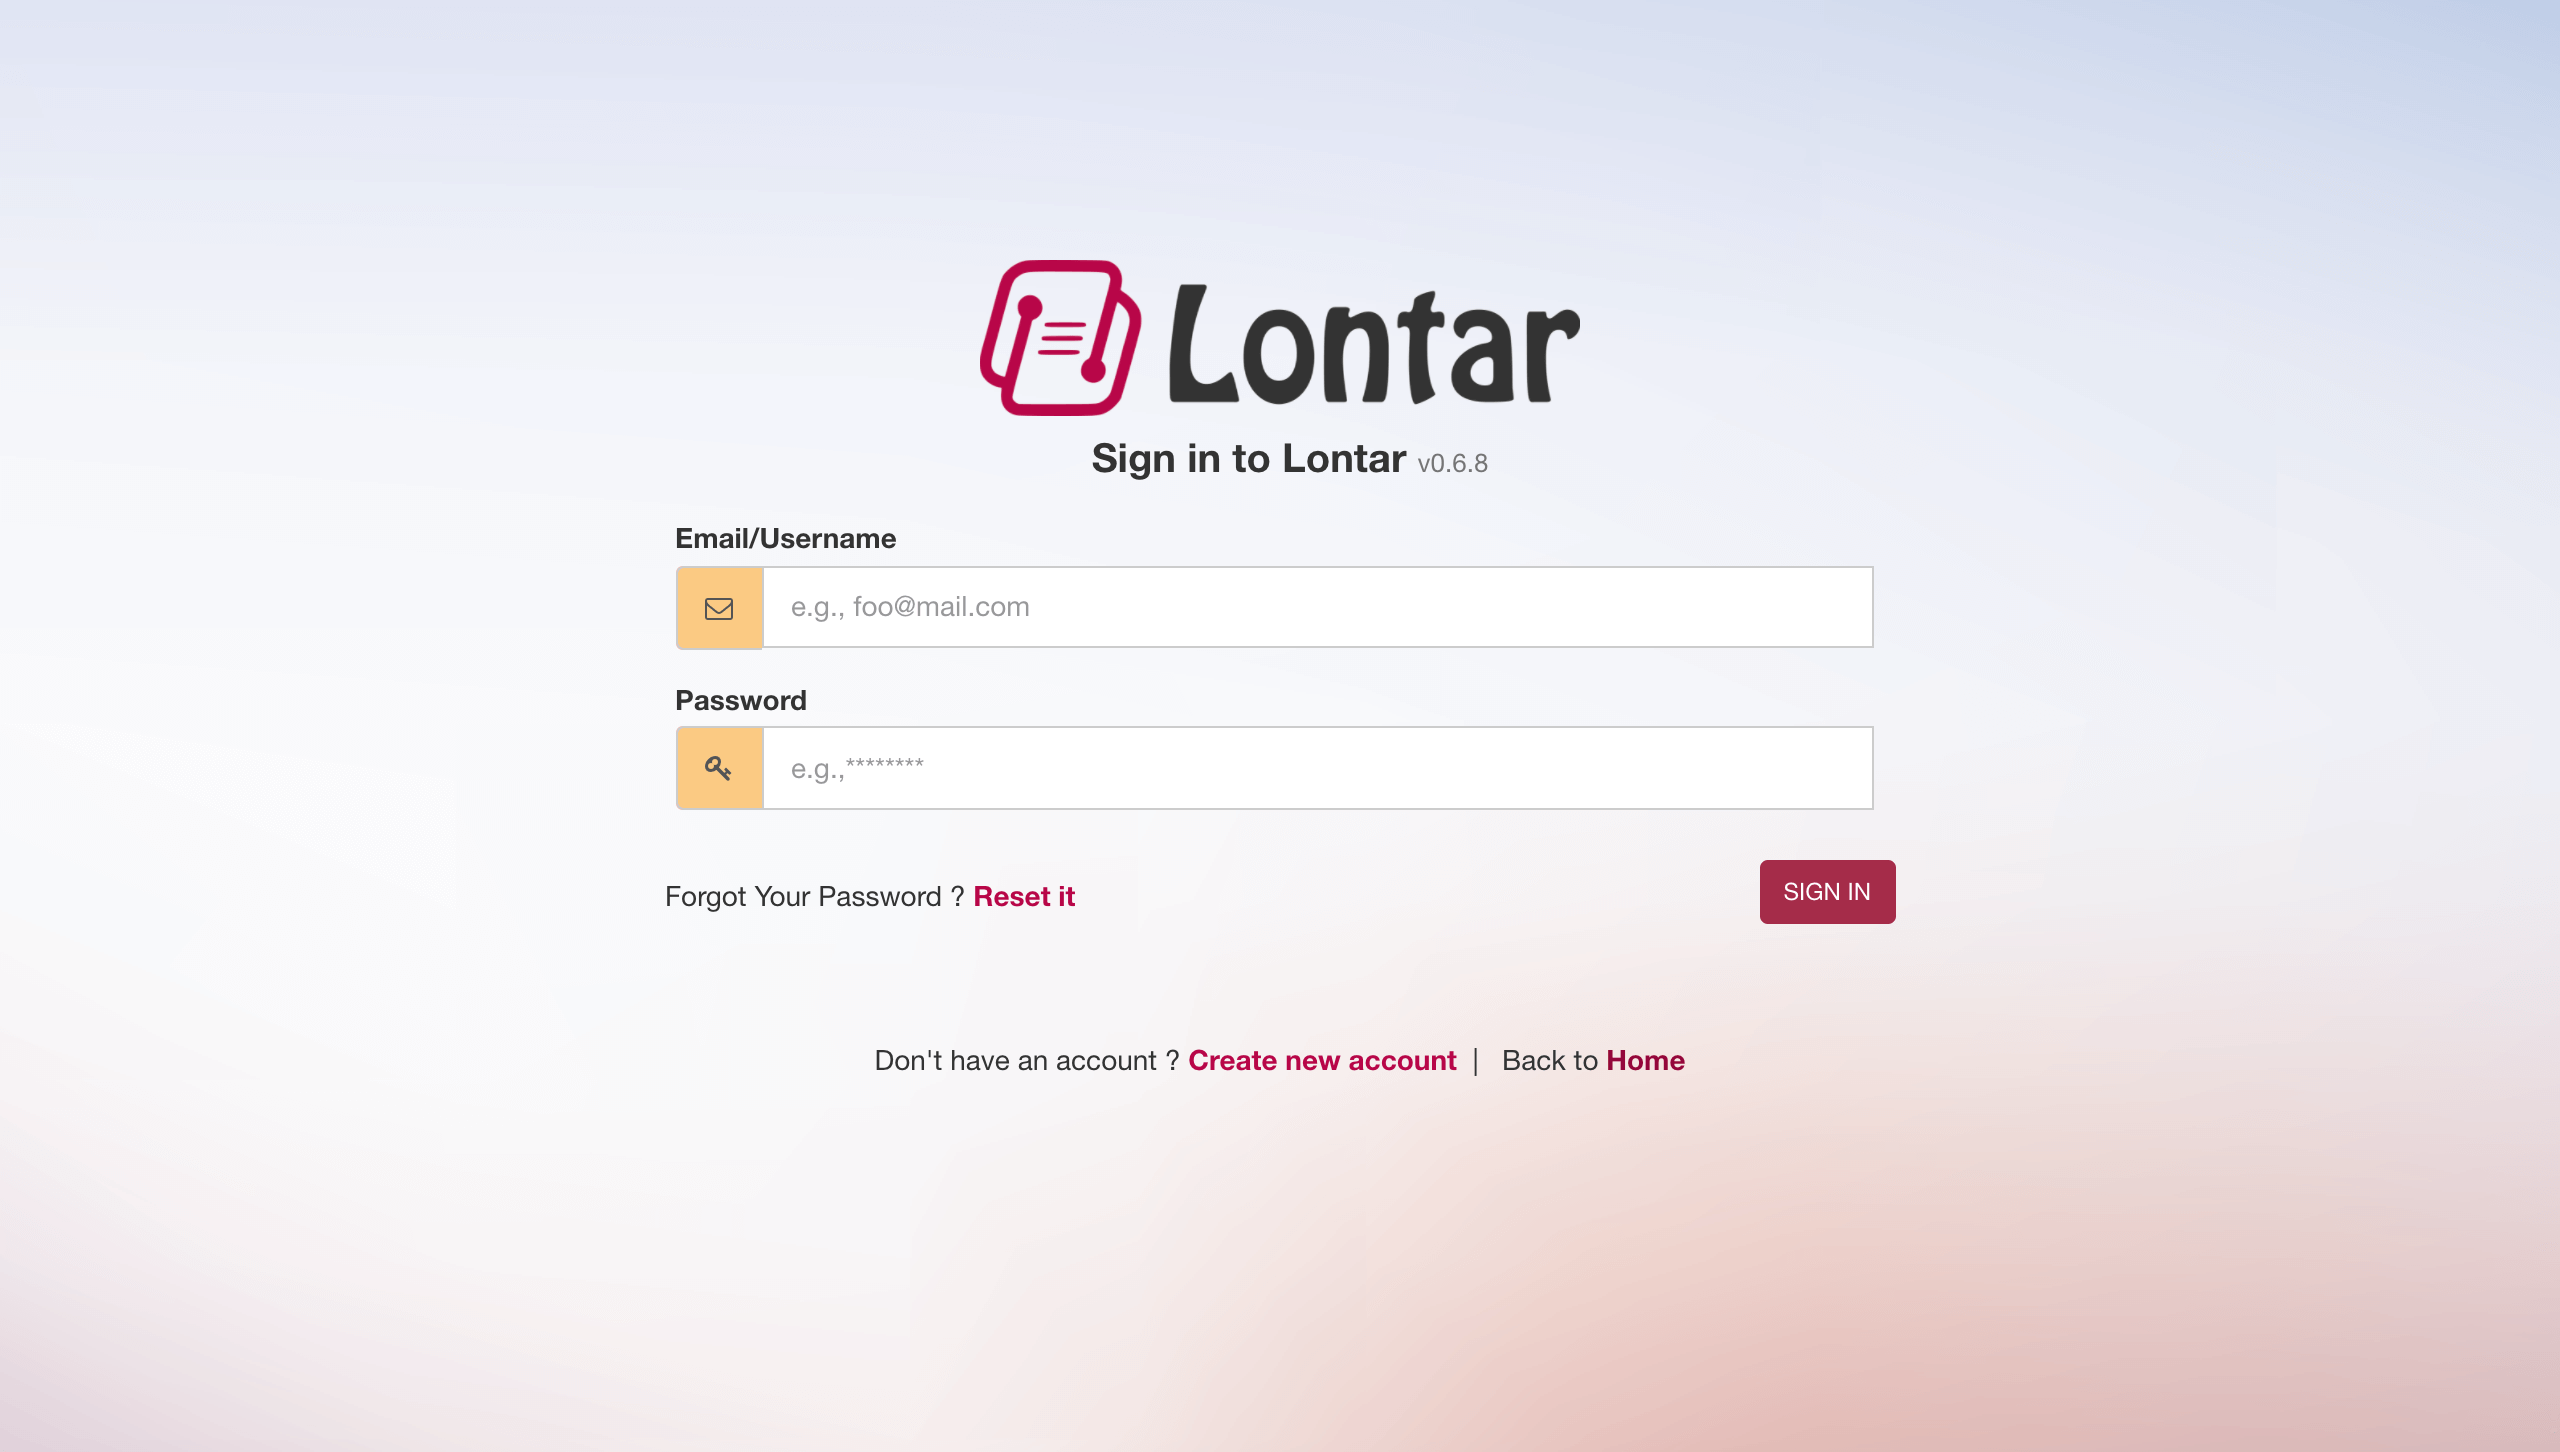 Lontar
Sign in to Lontar v0.6.8
Email/Username
e.g., foo@mail.com
Password
e.g.,********
Forgot Your Password ? Reset it
SIGN IN
Don't have an account ? Create new account | Back to Home